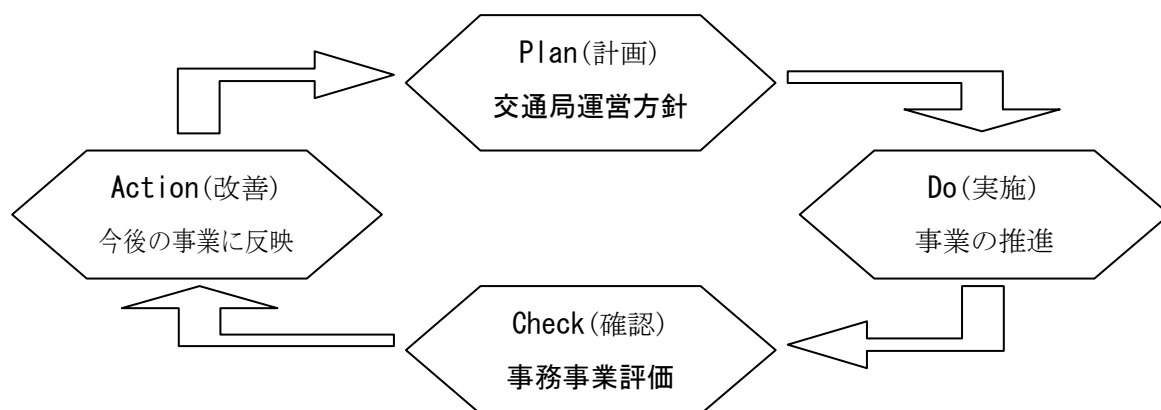 Plan(計画)
交通局運営方針
Action(改善)
今後の事業に反映
Do(実施)
事業の推進
Check(確認)
事務事業評価